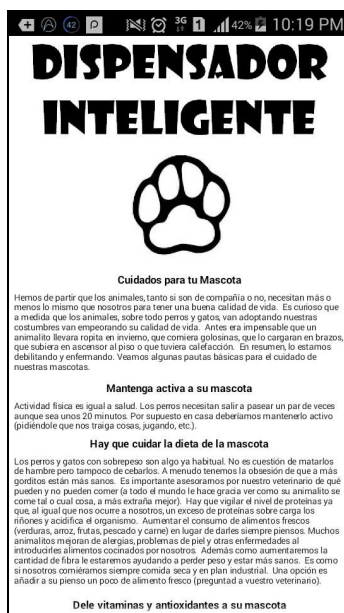 42 3G 1 42% 10:19 PM
DISPENSADOR
INTELIGENTE
Cuidados para tu Mascota
Hemos de partir que los animales, tanto si son de compañía o no, necesitan más o
menos lo mismo que nosotros para tener una buena calidad de vida. Es curioso que
a medida que los animales, sobre todo perros y gatos, van adoptando nuestras
costumbres van empeorando su calidad de vida. Antes era impensable que un
animalito llevara ropita en invierno, que comiera golosinas, que lo cargaran en brazos,
que subiera en ascensor al piso o que tuviera calefacción. En resumen, lo estamos
debilitando y enfermando. Veamos algunas pautas básicas para el cuidado de
nuestras mascotas.
Mantenga activa a su mascota
Actividad física es igual a salud. Los perros necesitan salir a pasear un par de veces
aunque sea unos 20 minutos. Por supuesto en casa deberíamos mantenerlo activo
(pidiéndole que nos traiga cosas, jugando, etc.).
Hay que cuidar la dieta de la mascota
Los perros y gatos con sobrepeso son algo ya habitual. No es cuestión de matarlos
de hambre pero tampoco de cebarlos. A menudo tenemos la obsesión de que a más
gorditos están más sanos. Es importante asesoramos por nuestro veterinario de qué
pueden y no pueden comer (a todo el mundo le hace gracia ver como su animalito se
come tal o cual cosa, a más extraña mejor). Hay que vigilar el nivel de proteínas ya
que, al igual que nos ocurre a nosotros, un exceso de proteínas sobre carga los
riñones y acidifica el organismo. Aumentar el consumo de alimentos frescos
(verduras, arroz, frutas, pescado y carne) en lugar de darles siempre piensos. Muchos
animalitos mejoran de alergias, problemas de piel y otras enfermedades al
introducirles alimentos cocinados por nosotros. Además como aumentaremos la
cantidad de fibra le estaremos ayudando a perder peso y estar más sanos. Es como
si nosotros comiéramos siempre comida seca y en plan industrial. Una opción es
añadir a su pienso un poco de alimento fresco (preguntad a vuestro veterinario).
Dele vitaminas y antioxidantes a su mascota